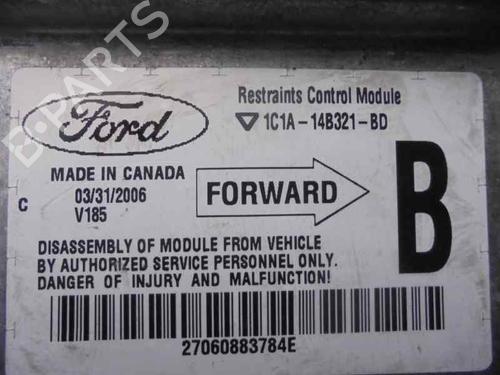 Restraints Control Module
Ford
1C1A-14B321-BD
MADE IN CANADA
C
03/31/2006
V185
FORWARD
B
DISASSEMBLY OF MODULE FROM VEHICLE
BY AUTHORIZED SERVICE PERSONNEL ONLY.
DANGER OF INJURY AND MALFUNCTION!
27060883784E
B-PARTS